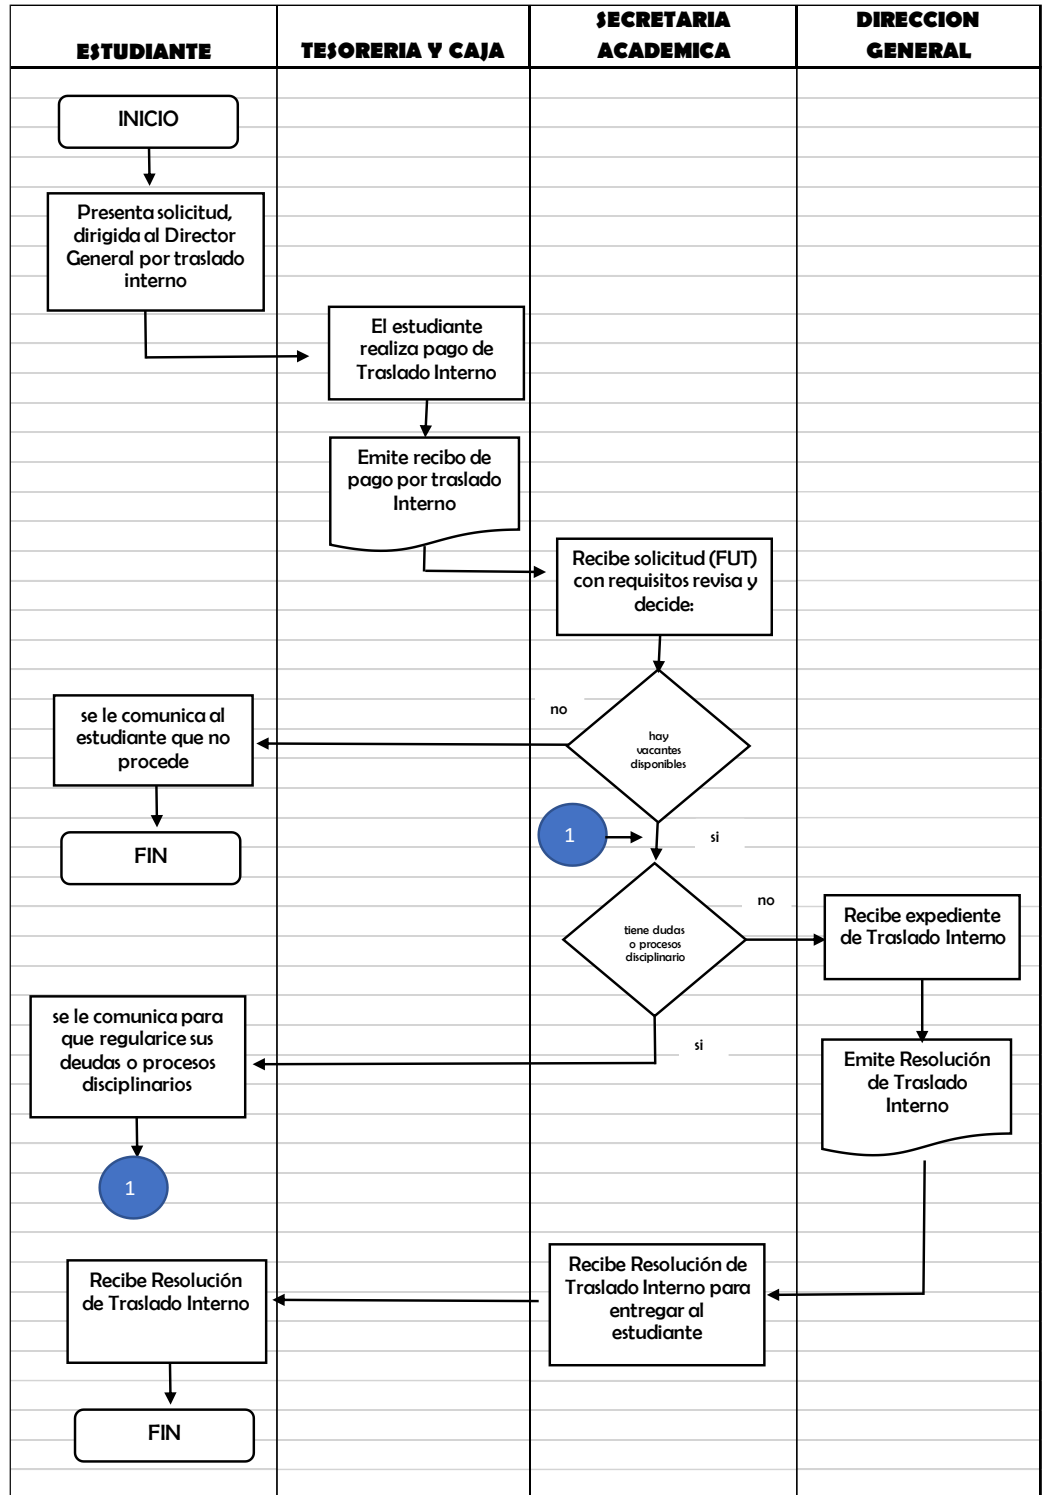 ESTUDIANTE
TESORERIA Y CAJA
SECRETARIA
ACADEMICA
DIRECCION
GENERAL
INICIO
Presenta solicitud,
dirigida al Director
General por traslado
interno
El estudiante
realiza pago de
Traslado Interno
Emite recibo de
pago por traslado
Interno
Recibe solicitud (FUT)
con requisitos revisa y
decide:
hay
vacantes
disponibles
no
se le comunica al
estudiante que no
procede
FIN
1
si
tiene dudas
o procesos
disciplinario
no
Recibe expediente
de Traslado Interno
si
se le comunica para
que regularice sus
deudas o procesos
disciplinarios
1
Emite Resolución
de Traslado
Interno
Recibe Resolución de
Traslado Interno para
entregar al
estudiante
Recibe Resolución
de Traslado Interno
FIN